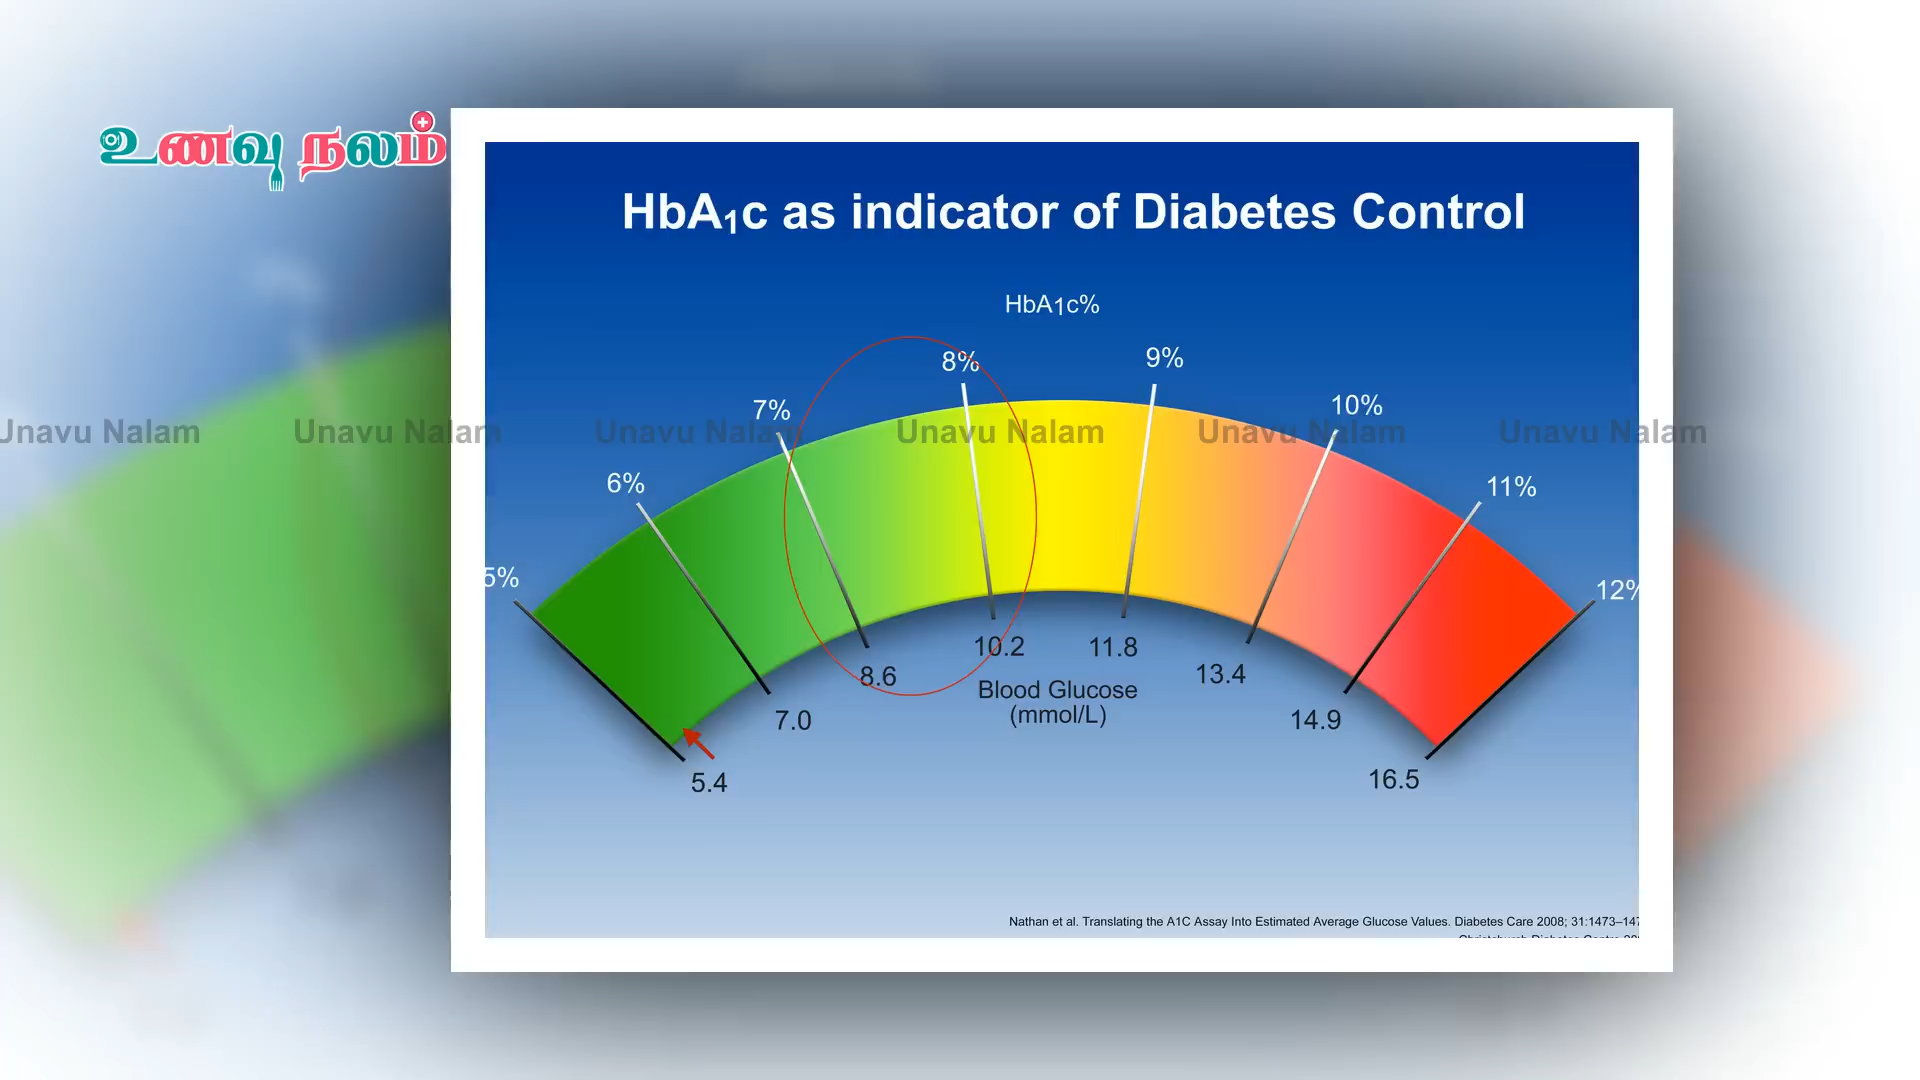 உணவு நலம்
HbA1c as indicator of Diabetes Control
HbA1c%
5%
6%
7%
8%
9%
10%
11%
12%
Unavu Nalam Unavu Nalam Unavu Nalam Unavu Nalam Unavu Nalam Unavu Nalam
5.4
7.0
8.6
10.2
11.8
13.4
14.9
16.5
Blood Glucose
(mmol/L)
Nathan et al. Translating the A1C Assay Into Estimated Average Glucose Values. Diabetes Care 2008; 31:1473–147